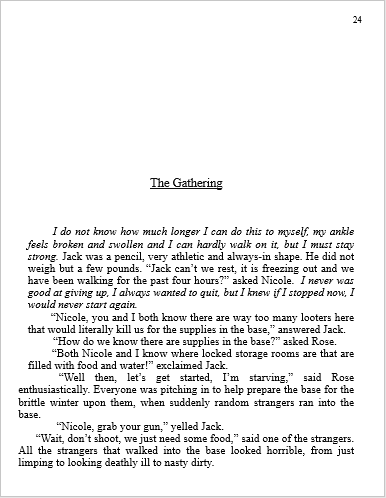 24
The Gathering
I do not know how much longer I can do this to myself, my ankle
feels broken and swollen and I can hardly walk on it, but I must stay
strong. Jack was a pencil, very athletic and always-in shape. He did not
weigh but a few pounds. “Jack can’t we rest, it is freezing out and we
have been walking for the past four hours?” asked Nicole. I never was
good at giving up, I always wanted to quit, but I knew if I stopped now, I
would never start again.
“Nicole, you and I both know there are way too many looters here
that would literally kill us for the supplies in the base,” answered Jack.
“How do we know there are supplies in the base?” asked Rose.
“Both Nicole and I know where locked storage rooms are that are
filled with food and water!” exclaimed Jack.
“Well then, let’s get started, I’m starving,” said Rose
enthusiastically. Everyone was pitching in to help prepare the base for the
brittle winter upon them, when suddenly random strangers ran into the
base.
“Nicole, grab your gun,” yelled Jack.
“Wait, don’t shoot, we just need some food,” said one of the strangers.
All the strangers that walked into the base looked horrible, from just
limping to looking deathly ill to nasty dirty.